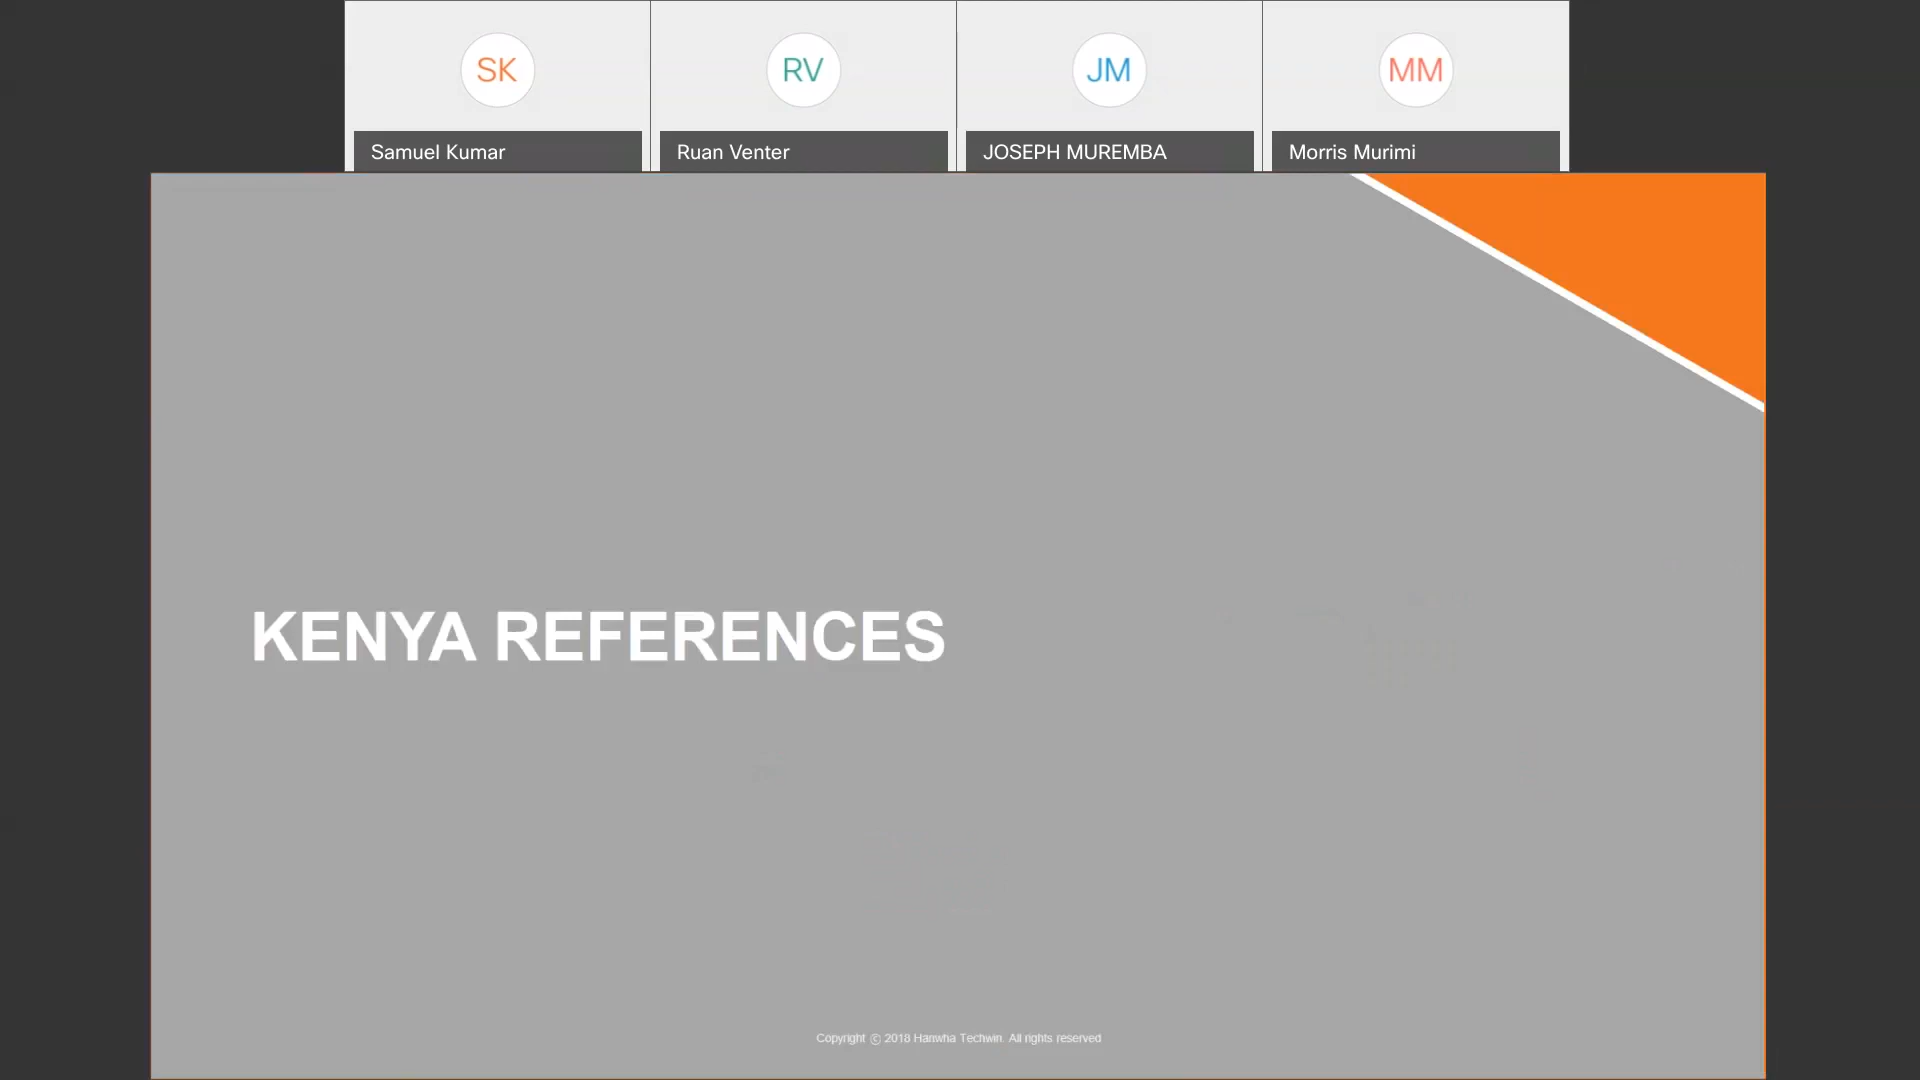 SK
RV
JM
MM
Samuel Kumar
Ruan Venter
JOSEPH MUREMBA
Morris Murimi
KENYA REFERENCES
Copyright ⓒ 2018 Hanwha Techwin. All rights reserved